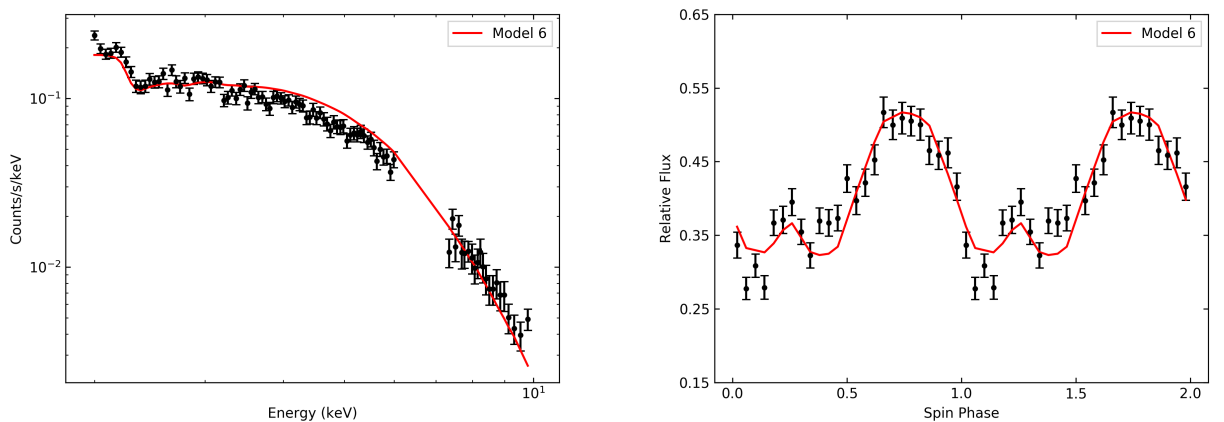 Model 6
10⁻¹
10⁻²
Counts/s/keV
10¹
Energy (keV)
Model 6
0.65
0.55
0.45
0.35
0.25
0.15
Relative Flux
0.0 0.5 1.0 1.5 2.0
Spin Phase